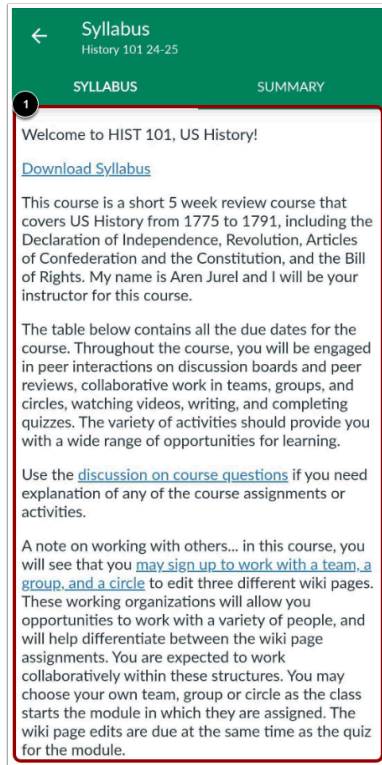 Syllabus
History 101 24-25
SYLLABUS
SUMMARY
1
Welcome to HIST 101, US History!
Download Syllabus
This course is a short 5 week review course that
covers US History from 1775 to 1791, including the
Declaration of Independence, Revolution, Articles
of Confederation and the Constitution, and the Bill
of Rights. My name is Aren Jurel and I will be your
instructor for this course.
The table below contains all the due dates for the
course. Throughout the course, you will be engaged
in peer interactions on discussion boards and peer
reviews, collaborative work in teams, groups, and
circles, watching videos, writing, and completing
quizzes. The variety of activities should provide you
with a wide range of opportunities for learning.
Use the discussion on course questions if you need
explanation of any of the course assignments or
activities.
A note on working with others... in this course, you
will see that you may sign up to work with a team, a
group, and a circle to edit three different wiki pages.
These working organizations will allow you
opportunities to work with a variety of people, and
will help differentiate between the wiki page
assignments. You are expected to work
collaboratively within these structures. You may
choose your own team, group or circle as the class
starts the module in which they are assigned. The
wiki page edits are due at the same time as the quiz
for the module.